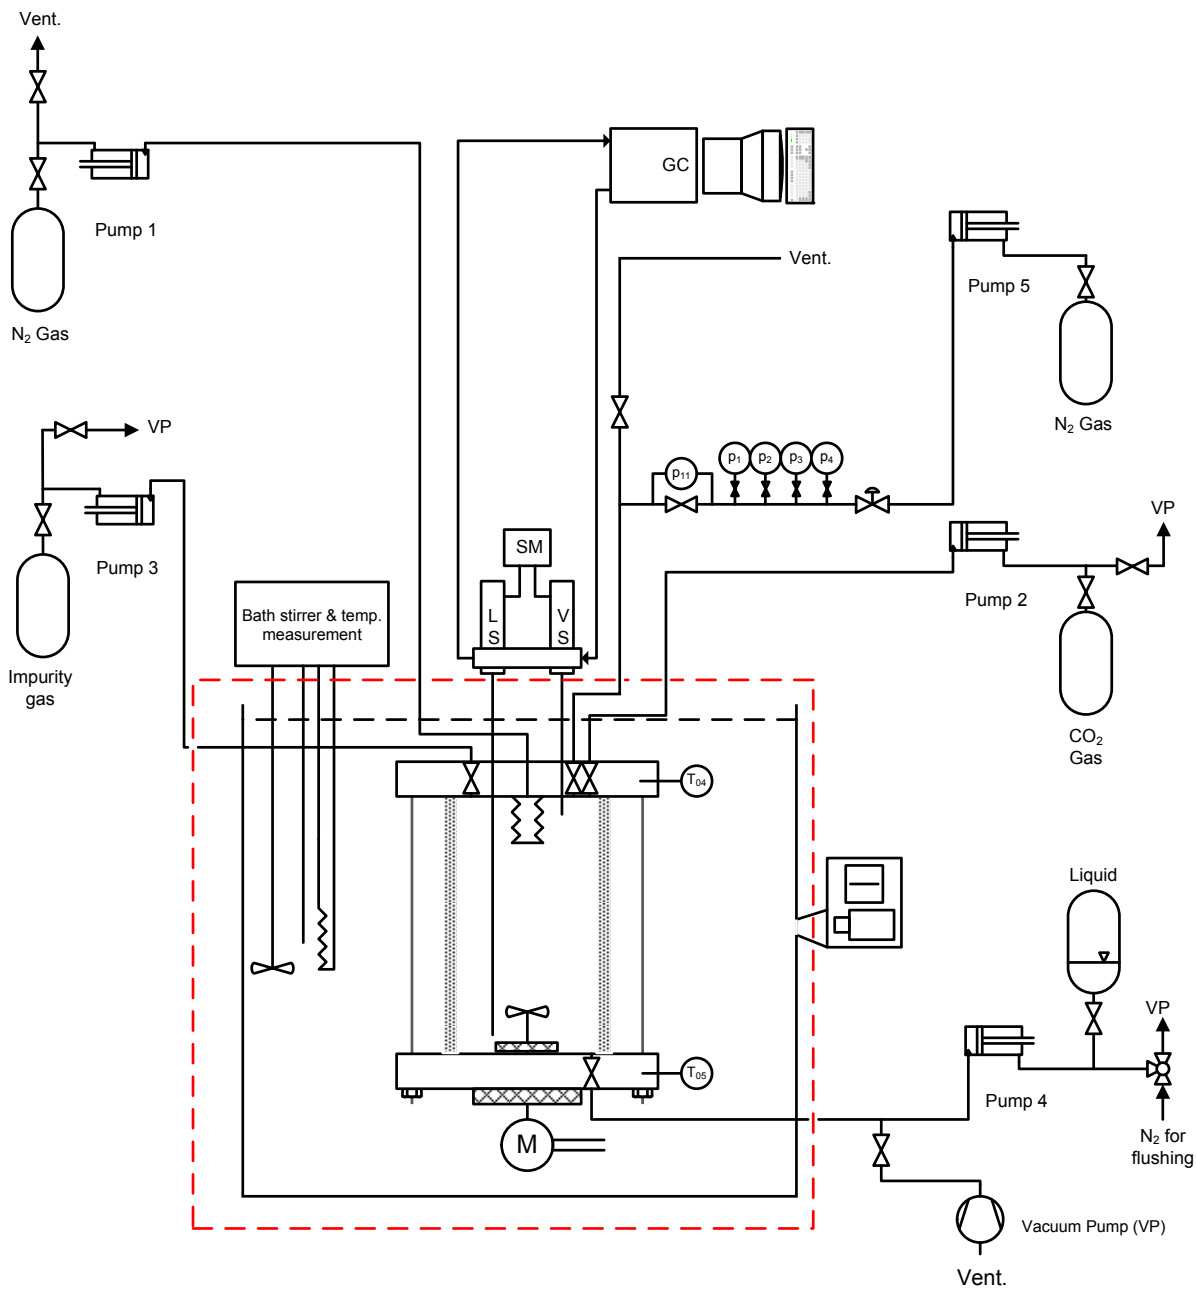 Vent.
GC
Pump 1
Vent.
Pump 5
N₂ Gas
VP
N₂ Gas
p₁₁
p₁
p₂
p₃
p₄
VP
SM
Pump 3
Pump 2
L
S
V
S
Bath stirrer & temp.
measurement
Impurity
gas
CO₂
Gas
T₀₄
Liquid
VP
T₀₅
Pump 4
M
N₂ for
flushing
Vacuum Pump (VP)
Vent.